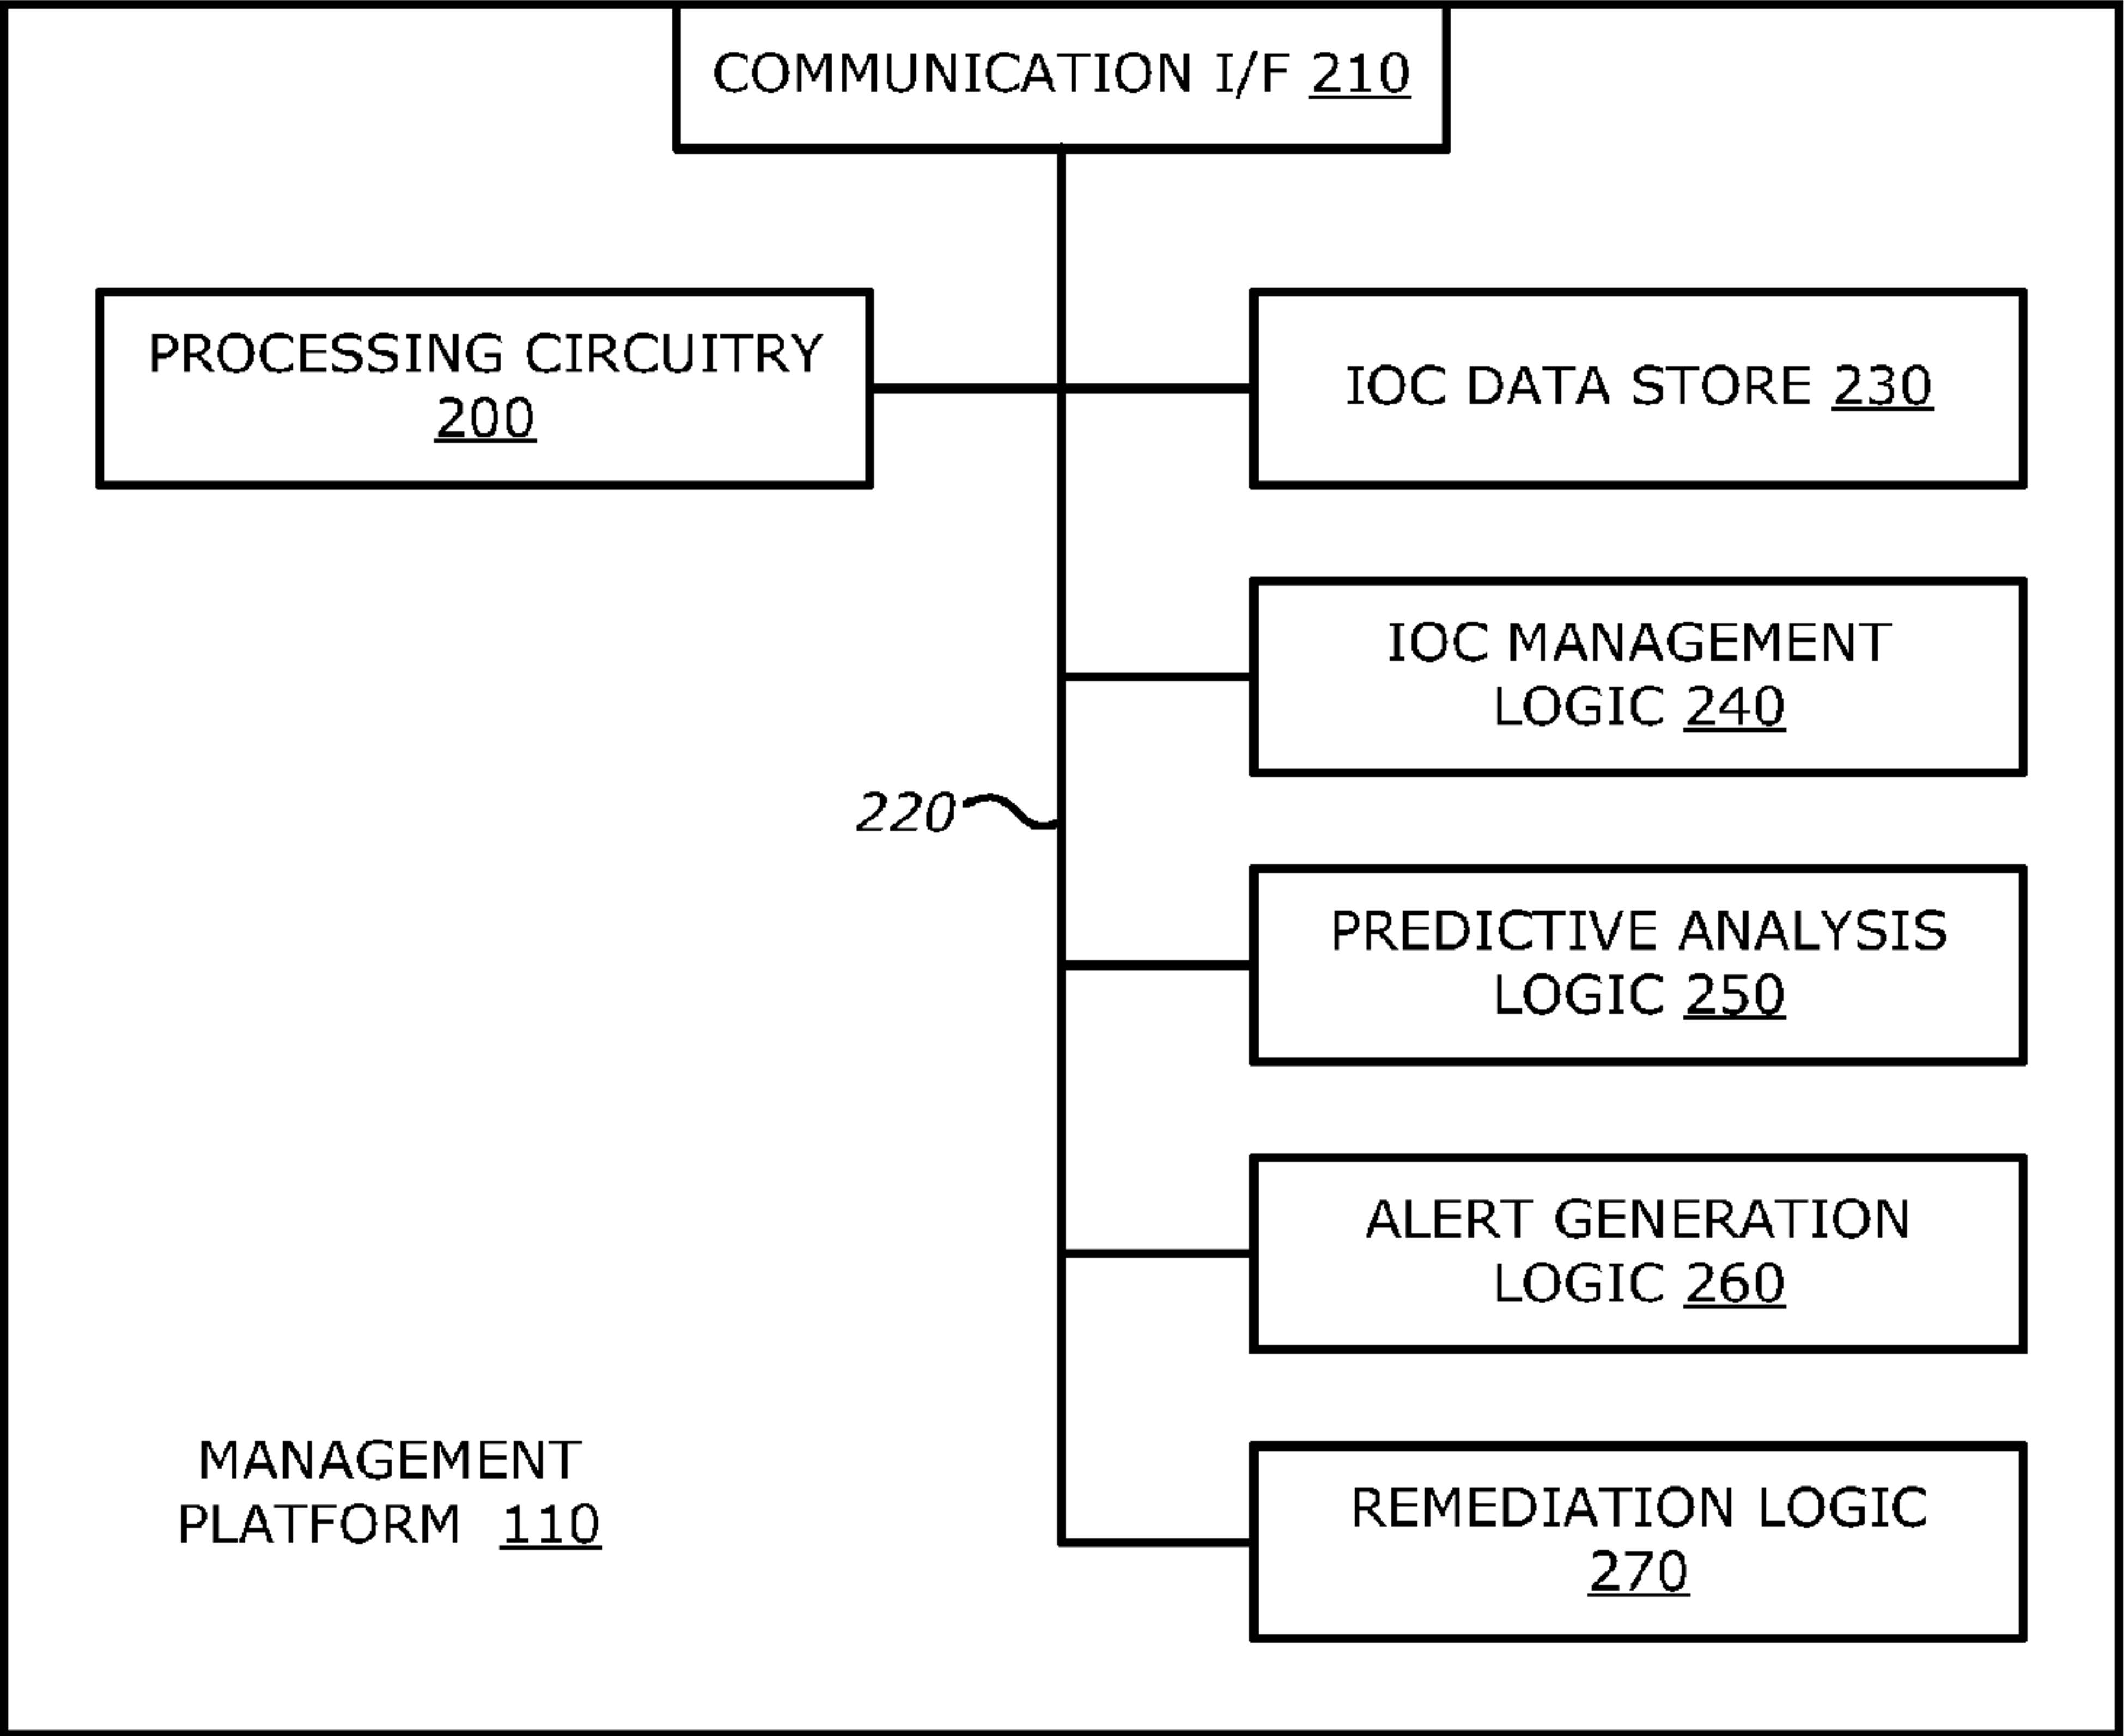 COMMUNICATION I/F 210
PROCESSING CIRCUITRY
200
IOC DATA STORE 230
IOC MANAGEMENT
LOGIC 240
220
PREDICTIVE ANALYSIS
LOGIC 250
ALERT GENERATION
LOGIC 260
MANAGEMENT
PLATFORM 110
REMEDIATION LOGIC
270